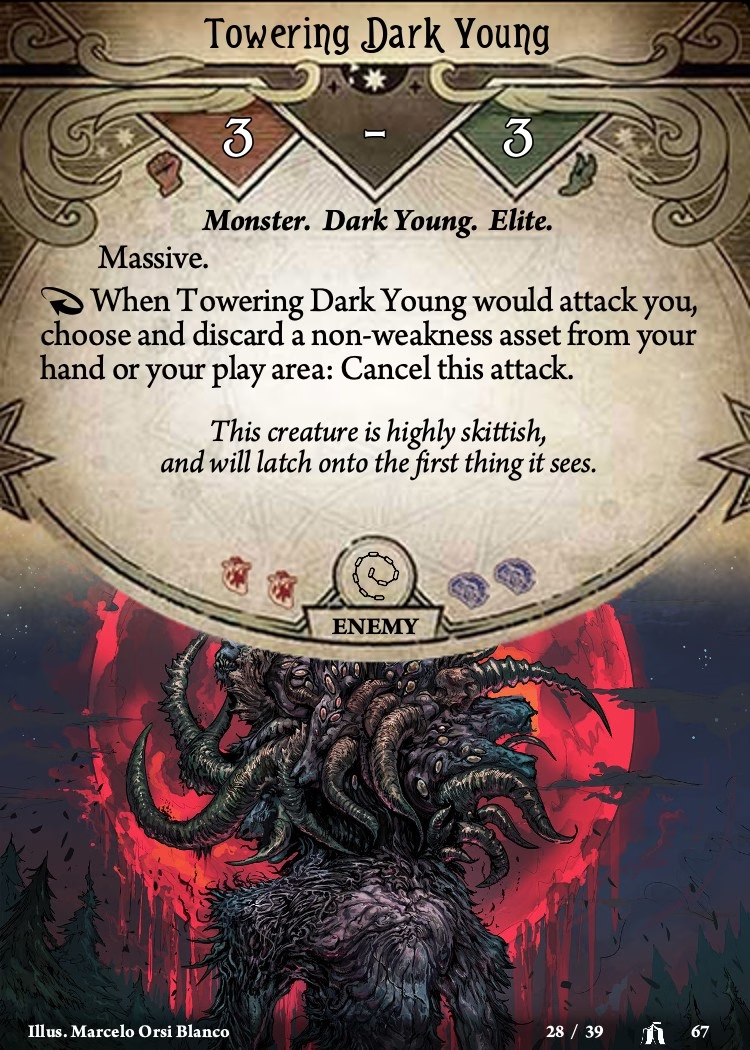 Towering Dark Young
3 – 3
Monster. Dark Young. Elite.
Massive.
When Towering Dark Young would attack you,
choose and discard a non-weakness asset from your
hand or your play area: Cancel this attack.
This creature is highly skittish,
and will latch onto the first thing it sees.
ENEMY
Illus. Marcelo Orsi Blanco 28 / 39 67